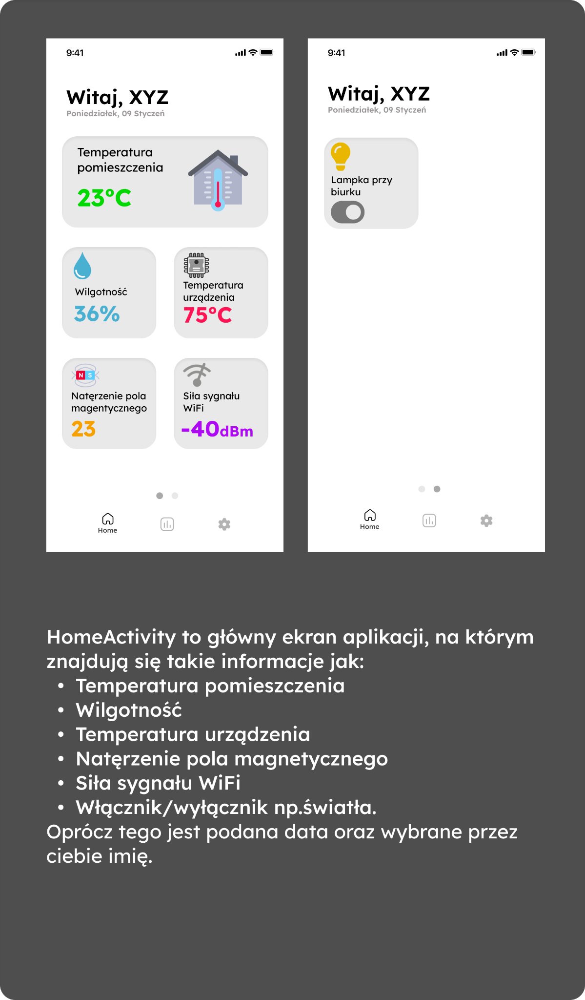 9:41
Witaj, XYZ
Poniedziałek, 09 Styczeń
Temperatura
pomieszczenia
23°C
Wilgotność
36%
Temperatura
urządzenia
75°C
N S
Natęrzenie pola
magentycznego
23
Siła sygnału
WiFi
-40dBm
Home
9:41
Witaj, XYZ
Poniedziałek, 09 Styczeń
Lampka przy
biurku
Home
HomeActivity to główny ekran aplikacji, na którym
znajdują się takie informacje jak:
• Temperatura pomieszczenia
• Wilgotność
• Temperatura urządzenia
• Natęrzenie pola magnetycznego
• Siła sygnału WiFi
• Włącznik/wyłącznik np.światła.
Oprócz tego jest podana data oraz wybrane przez
ciebie imię.